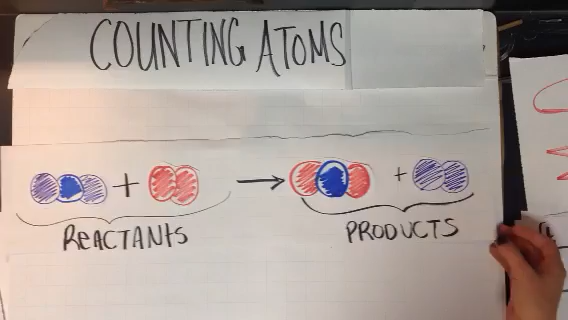 COUNTING ATOMS
+ → +
REACTANTS
PRODUCTS